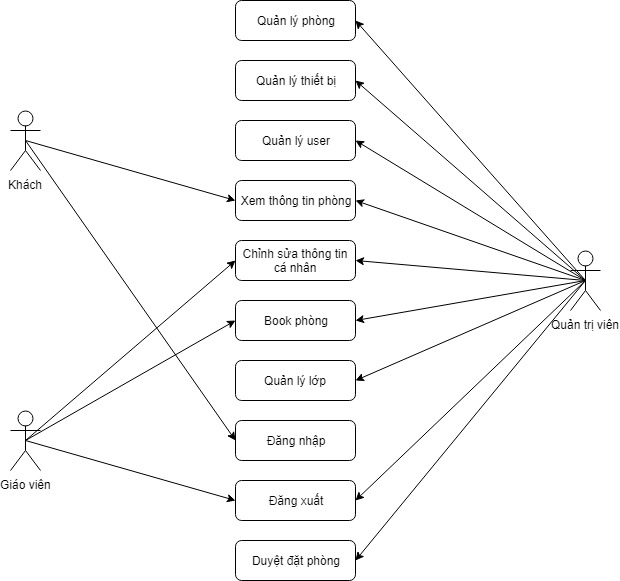 Quản lý phòng
Quản lý thiết bị
Quản lý user
Khách
Xem thông tin phòng
Chỉnh sửa thông tin
cá nhân
Book phòng
Quản trị viên
Quản lý lớp
Đăng nhập
Giáo viên
Đăng xuất
Duyệt đặt phòng